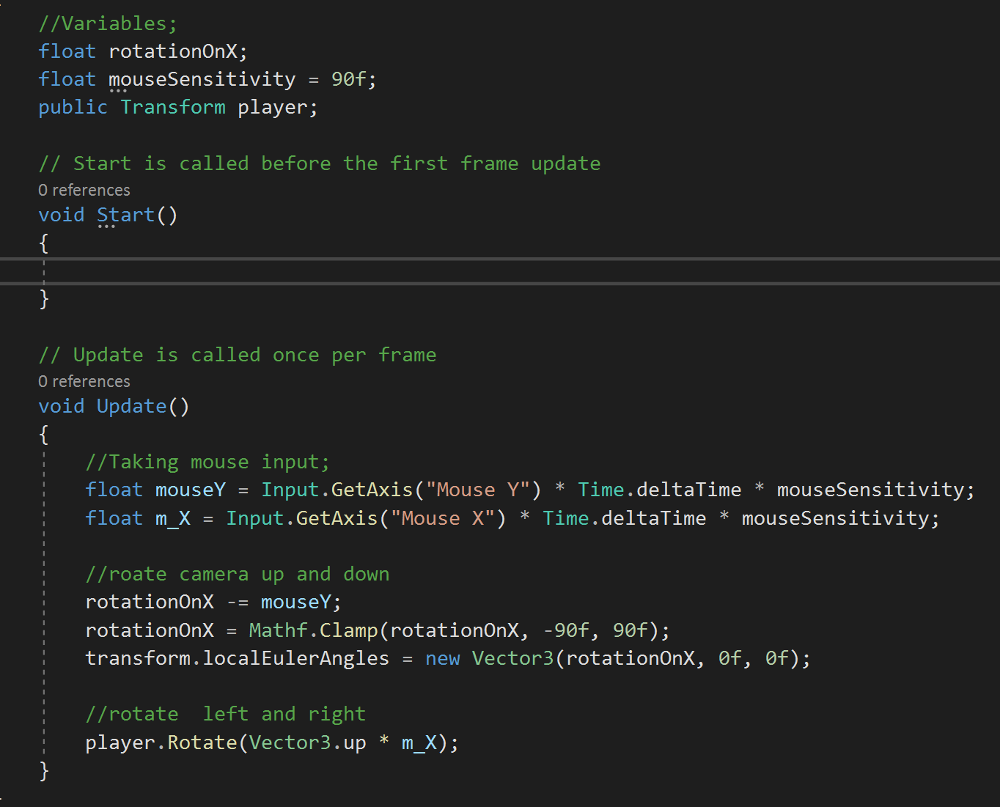 //Variables;
float rotationOnX;
float mouseSensitivity = 90f;
public Transform player;
// Start is called before the first frame update
0 references
void Start()
{
}
// Update is called once per frame
0 references
void Update()
{
//Taking mouse input;
float mouseY = Input.GetAxis("Mouse Y") * Time.deltaTime * mouseSensitivity;
float m_X = Input.GetAxis("Mouse X") * Time.deltaTime * mouseSensitivity;
//roate camera up and down
rotationOnX -= mouseY;
rotationOnX = Mathf.Clamp(rotationOnX, -90f, 90f);
transform.localEulerAngles = new Vector3(rotationOnX, 0f, 0f);
//rotate  left and right
player.Rotate(Vector3.up * m_X);
}